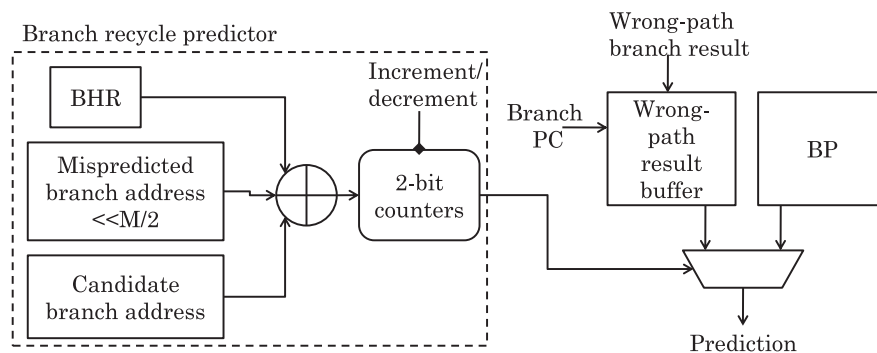 Branch recycle predictor
BHR
Mispredicted
branch address
<<M/2
Candidate
branch address
Increment/
decrement
2-bit
counters
Wrong-path
branch result
Branch
PC
Wrong-
path
result
buffer
BP
Prediction